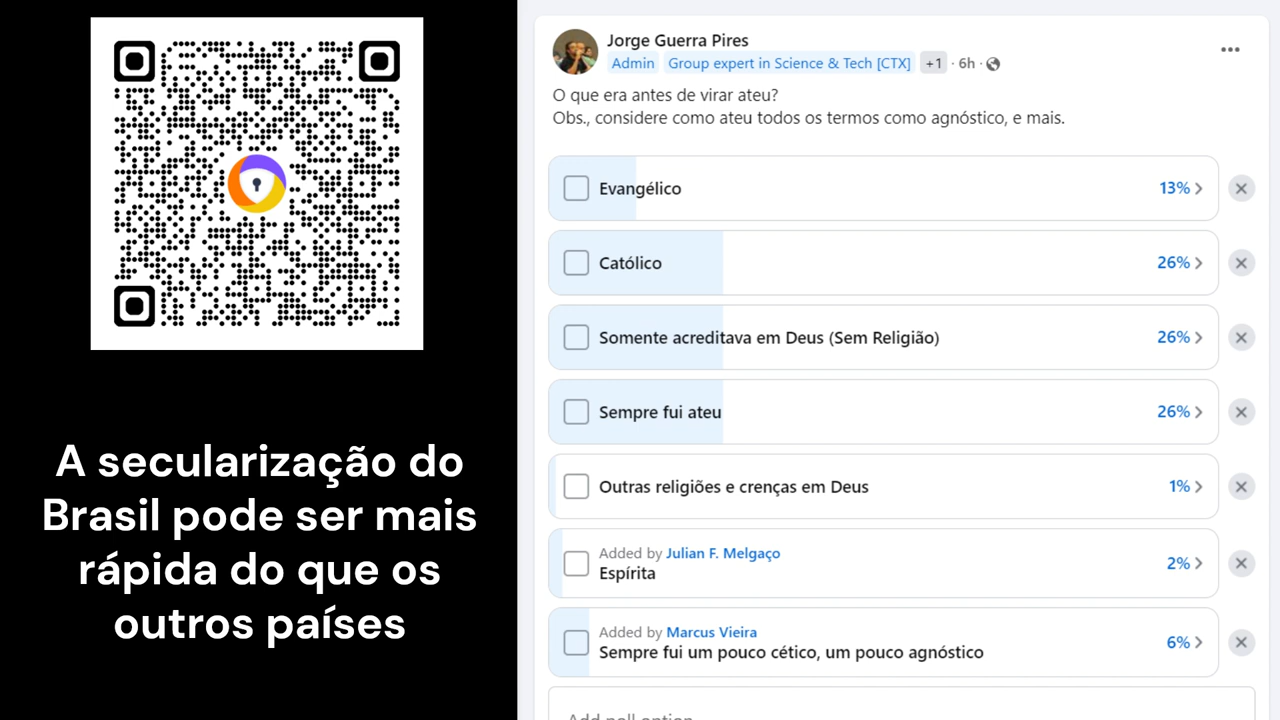 A secularização do
Brasil pode ser mais
rápida do que os
outros países
Jorge Guerra Pires
Admin Group expert in Science & Tech [CTX] +1 · 6h ·
O que era antes de virar ateu?
Obs., considere como ateu todos os termos como agnóstico, e mais.
Evangélico 13%
Católico 26%
Somente acreditava em Deus (Sem Religião) 26%
Sempre fui ateu 26%
Outras religiões e crenças em Deus 1%
Added by Julian F. Melgaço
Espírita 2%
Added by Marcus Vieira
Sempre fui um pouco cético, um pouco agnóstico 6%
Add poll option